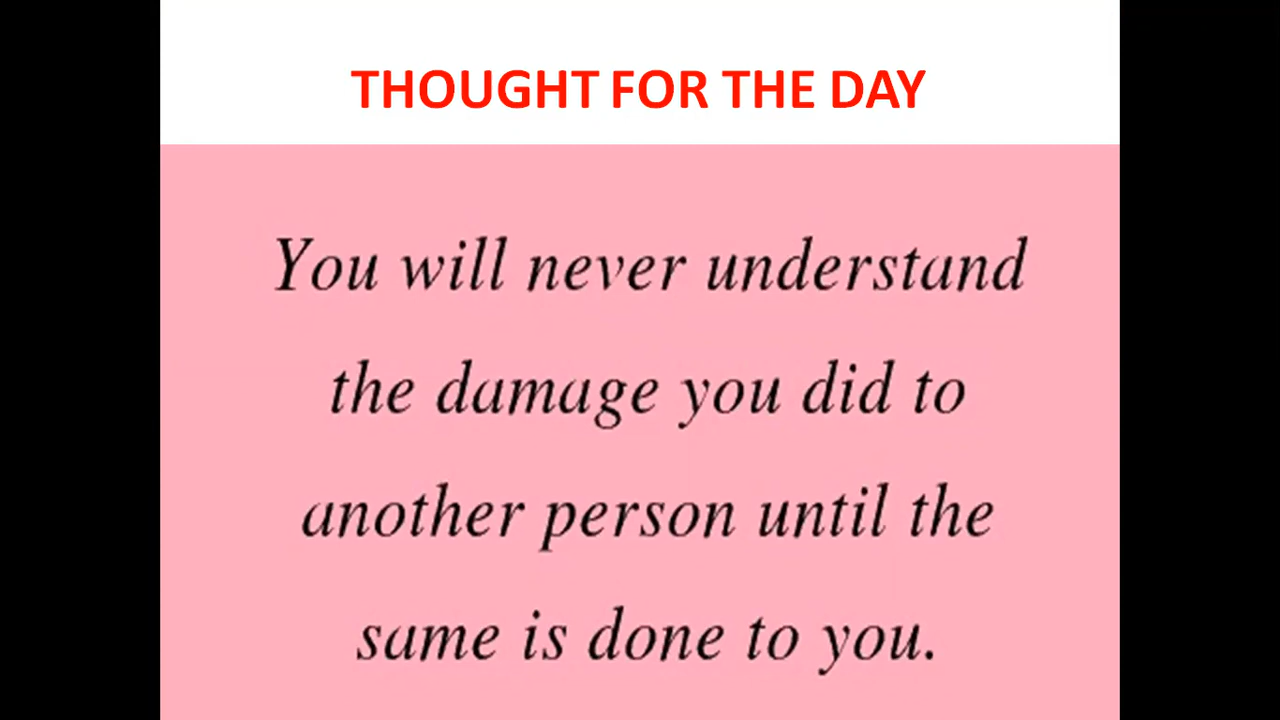 THOUGHT FOR THE DAY
You will never understand
the damage you did to
another person until the
same is done to you.